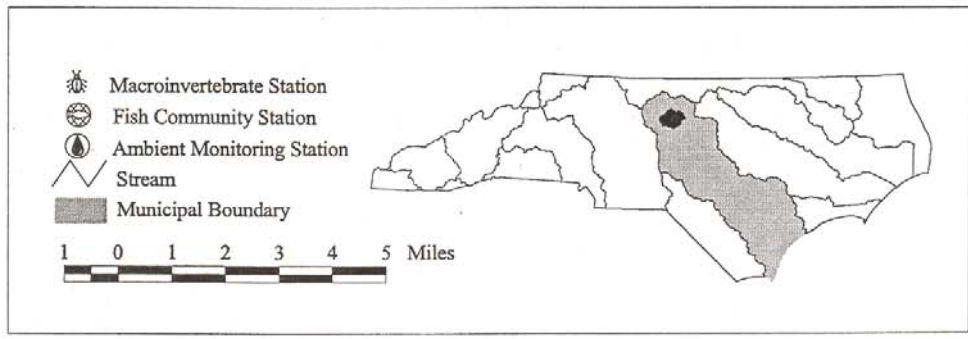 Macroinvertebrate Station
Fish Community Station
Ambient Monitoring Station
Stream
Municipal Boundary
1 0 1 2 3 4 5 Miles